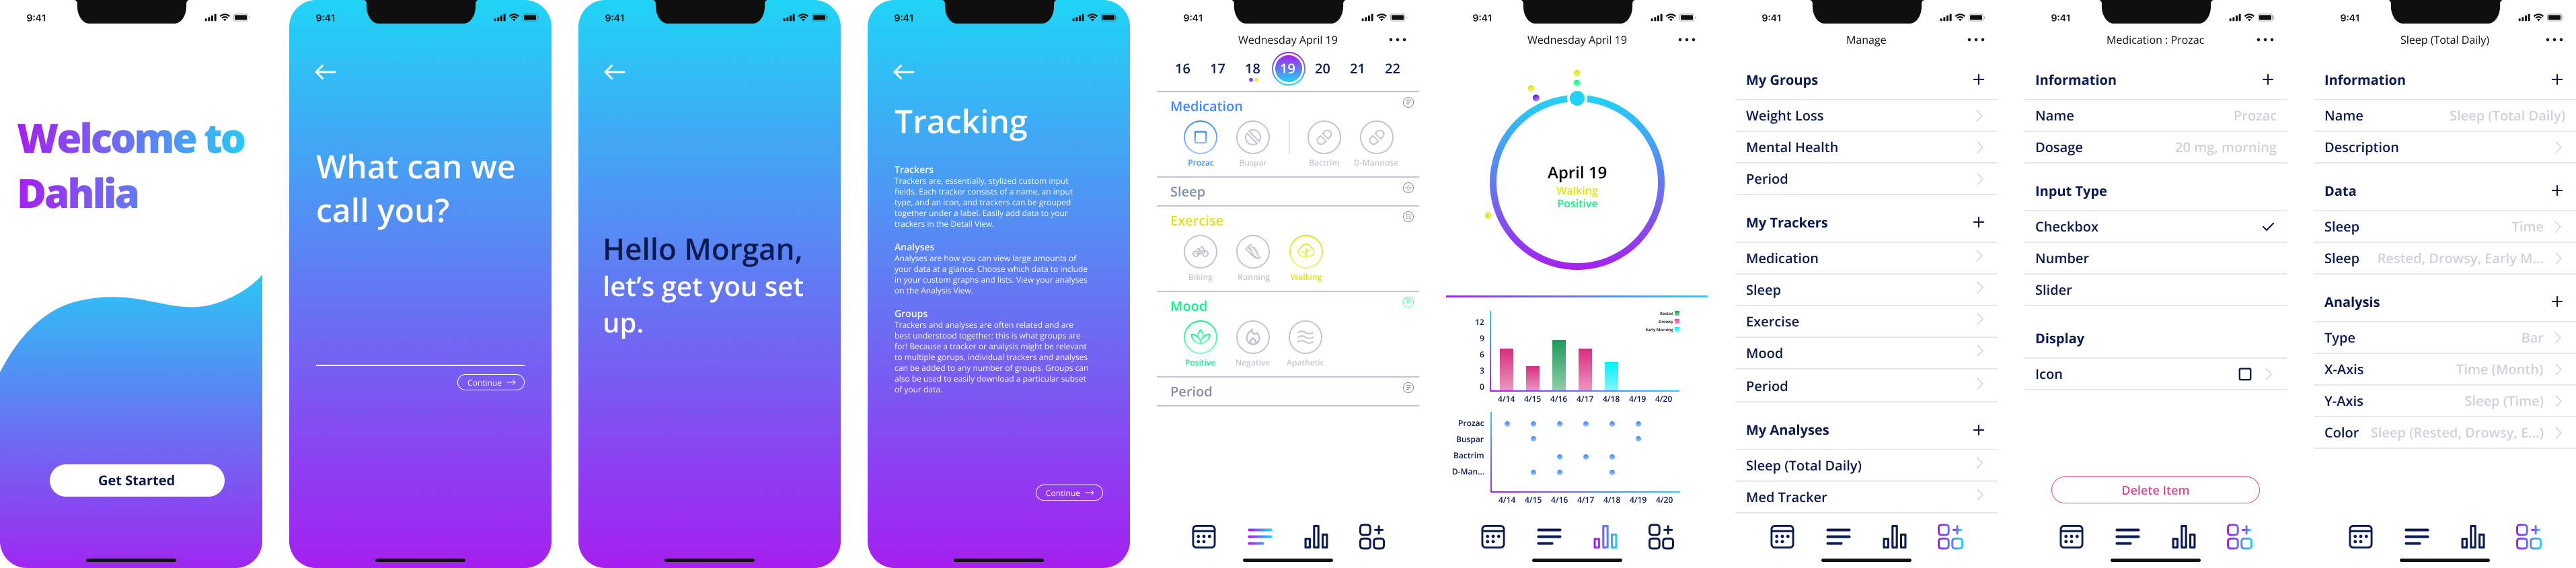 9:41
Welcome to
Dahlia
Get Started
9:41
What can we
call you?
Continue
9:41
Hello Morgan,
let's get you set
up.
9:41
Tracking
Trackers
Trackers are, essentially, stylized custom input
fields. Each tracker consists of a name, an input
type, and an icon, and trackers can be grouped
together under a label. Easily add data to your
trackers in the Detail View.
Analyses
Analyses are how you can view large amounts of
your data at a glance. Choose which data to include
in your custom graphs and lists. View your analyses
on the Analysis View.
Groups
Trackers and analyses are often related and are
best understood together; this is what groups are
for! Because a tracker or analysis might be relevant
to multiple gorups, individual trackers and analyses
can be added to any number of groups. Groups can
also be used to easily download a particular subset
of your data.
Continue
9:41
Wednesday April 19
16 17 18 19 20 21 22
Medication
Prozac Buspar Bactrim D-Mannose
Sleep
Exercise
Biking Running Walking
Mood
Positive Negative Apathetic
Period
9:41
Wednesday April 19
April 19
Walking
Positive
Rested
Drowsy
Early Morning
12
9
6
3
0
4/14 4/15 4/16 4/17 4/18 4/19 4/20
Prozac
Buspar
Bactrim
D-Man...
4/14 4/15 4/16 4/17 4/18 4/19 4/20
9:41
Manage
My Groups +
Weight Loss
Mental Health
Period
My Trackers +
Medication
Sleep
Exercise
Mood
Period
My Analyses +
Sleep (Total Daily)
Med Tracker
9:41
Medication : Prozac
Information +
Name Prozac
Dosage 20 mg, morning
Input Type
Checkbox
Number
Slider
Display
Icon
Delete Item
9:41
Sleep (Total Daily)
Information +
Name Sleep (Total Daily)
Description
Data +
Sleep Time
Sleep Rested, Drowsy, Early M...
Analysis +
Type Bar
X-Axis Time (Month)
Y-Axis Sleep (Time)
Color Sleep (Rested, Drowsy, E...)